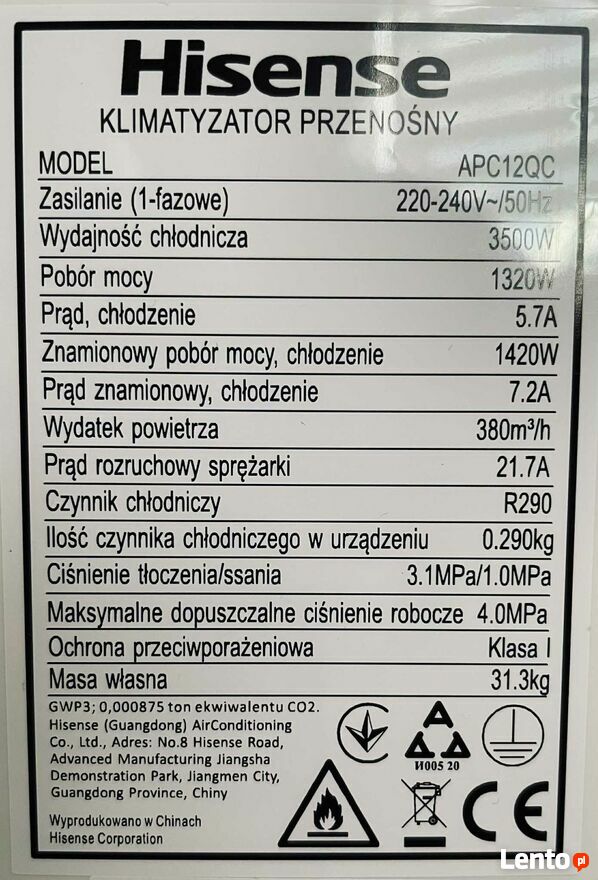 Hisense
KLIMATYZATOR PRZENOŚNY
MODEL APC12QC
Zasilanie (1-fazowe) 220-240V~/50Hz
Wydajność chłodnicza 3500W
Pobór mocy 1320W
Prąd, chłodzenie 5.7A
Znamionowy pobór mocy, chłodzenie 1420W
Prąd znamionowy, chłodzenie 7.2A
Wydatek powietrza 380m³/h
Prąd rozruchowy sprężarki 21.7A
Czynnik chłodniczy R290
Ilość czynnika chłodniczego w urządzeniu 0.290kg
Ciśnienie tłoczenia/ssania 3.1MPa/1.0MPa
Maksymalne dopuszczalne ciśnienie robocze 4.0MPa
Ochrona przeciwporażeniowa Klasa I
Masa własna 31.3kg
GWP3; 0,000875 ton ekwiwalentu CO2.
Hisense (Guangdong) AirConditioning
Co., Ltd., Adres: No.8 Hisense Road,
Advanced Manufacturing Jiangsha
Demonstration Park, Jiangmen City,
Guangdong Province, Chiny
Wyprodukowano w Chinach
Hisense Corporation
И005 20
CE
Lento pl